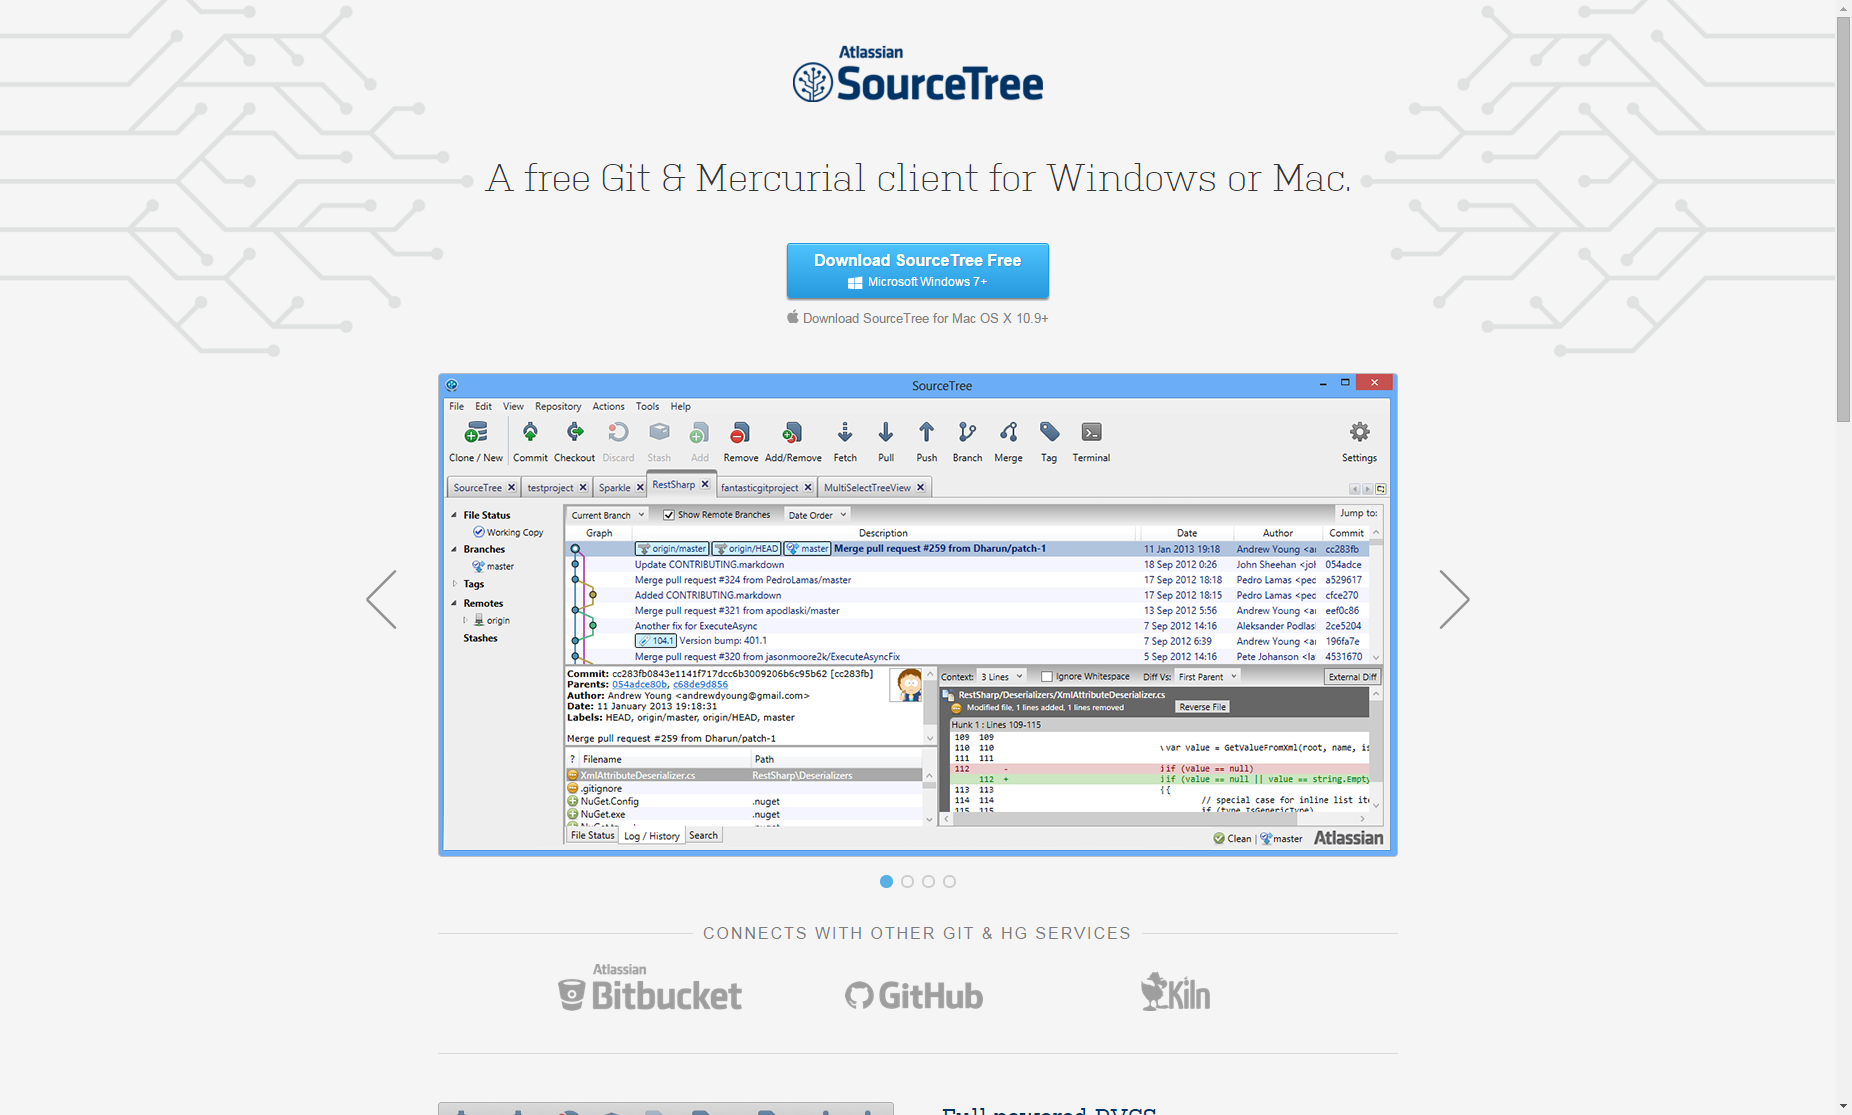 Atlassian
SourceTree
A free Git & Mercurial client for Windows or Mac.
Download SourceTree Free
Microsoft Windows 7+
Download SourceTree for Mac OS X 10.9+
SourceTree
File Edit View Repository Actions Tools Help
Clone / New Commit Checkout Discard Stash Add Remove Add/Remove Fetch Pull Push Branch Merge Tag Terminal Settings
SourceTree testproject Sparkle RestSharp fantasticgitproject MultiSelectTreeView
File Status
Working Copy
Branches
master
Tags
Remotes
origin
Stashes
Current Branch Show Remote Branches Date Order Jump to:
Graph Description Date Author Commit
origin/master origin/HEAD master Merge pull request #259 from Dharun/patch-1 11 Jan 2013 19:18 Andrew Young <a cc283fb
Update CONTRIBUTING.markdown 18 Sep 2012 0:26 John Sheehan <jo 054adce
Merge pull request #324 from PedroLamas/master 17 Sep 2012 18:18 Pedro Lamas <ped a529617
Added CONTRIBUTING.markdown 17 Sep 2012 18:15 Pedro Lamas <ped cfce270
Merge pull request #321 from apodlaski/master 13 Sep 2012 5:56 Andrew Young <a eef0c86
Another fix for ExecuteAsync 7 Sep 2012 14:16 Aleksander Podlas 2ce5204
104.1 Version bump: 401.1 7 Sep 2012 6:39 Andrew Young <a 196fa7e
Merge pull request #320 from jasonmoore2k/ExecuteAsyncFix 5 Sep 2012 14:16 Pete Johanson <la 4531670
Commit: cc283fb0843e1141f717dcc6b3009206b6c95b62 [cc283fb]
Parents: 054adce80b, c68de9d856
Author: Andrew Young <andrewdyoung@gmail.com>
Date: 11 January 2013 19:18:31
Labels: HEAD, origin/master, origin/HEAD, master
Merge pull request #259 from Dharun/patch-1
? Filename Path
XmlAttributeDeserializer.cs RestSharp\Deserializers
.gitignore
NuGet.Config .nuget
NuGet.exe .nuget
File Status Log / History Search
Context: 3 Lines Ignore Whitespace Diff Vs: First Parent External Diff
RestSharp/Deserializers/XmlAttributeDeserializer.cs
Modified file, 1 lines added, 1 lines removed Reverse File
Hunk 1 : Lines 109-115
109 109
110 110 \var value = GetValueFromXml(root, name, is
111 111
112 - if (value == null)
112 + if (value == null || value == string.Empty
113 113 {
114 114 // special case for inline list ite
115 115 if (type.IsGenericType)
Clean | master Atlassian
CONNECTS WITH OTHER GIT & HG SERVICES
Atlassian
Bitbucket
GitHub
Kiln
Full-powered DVCS